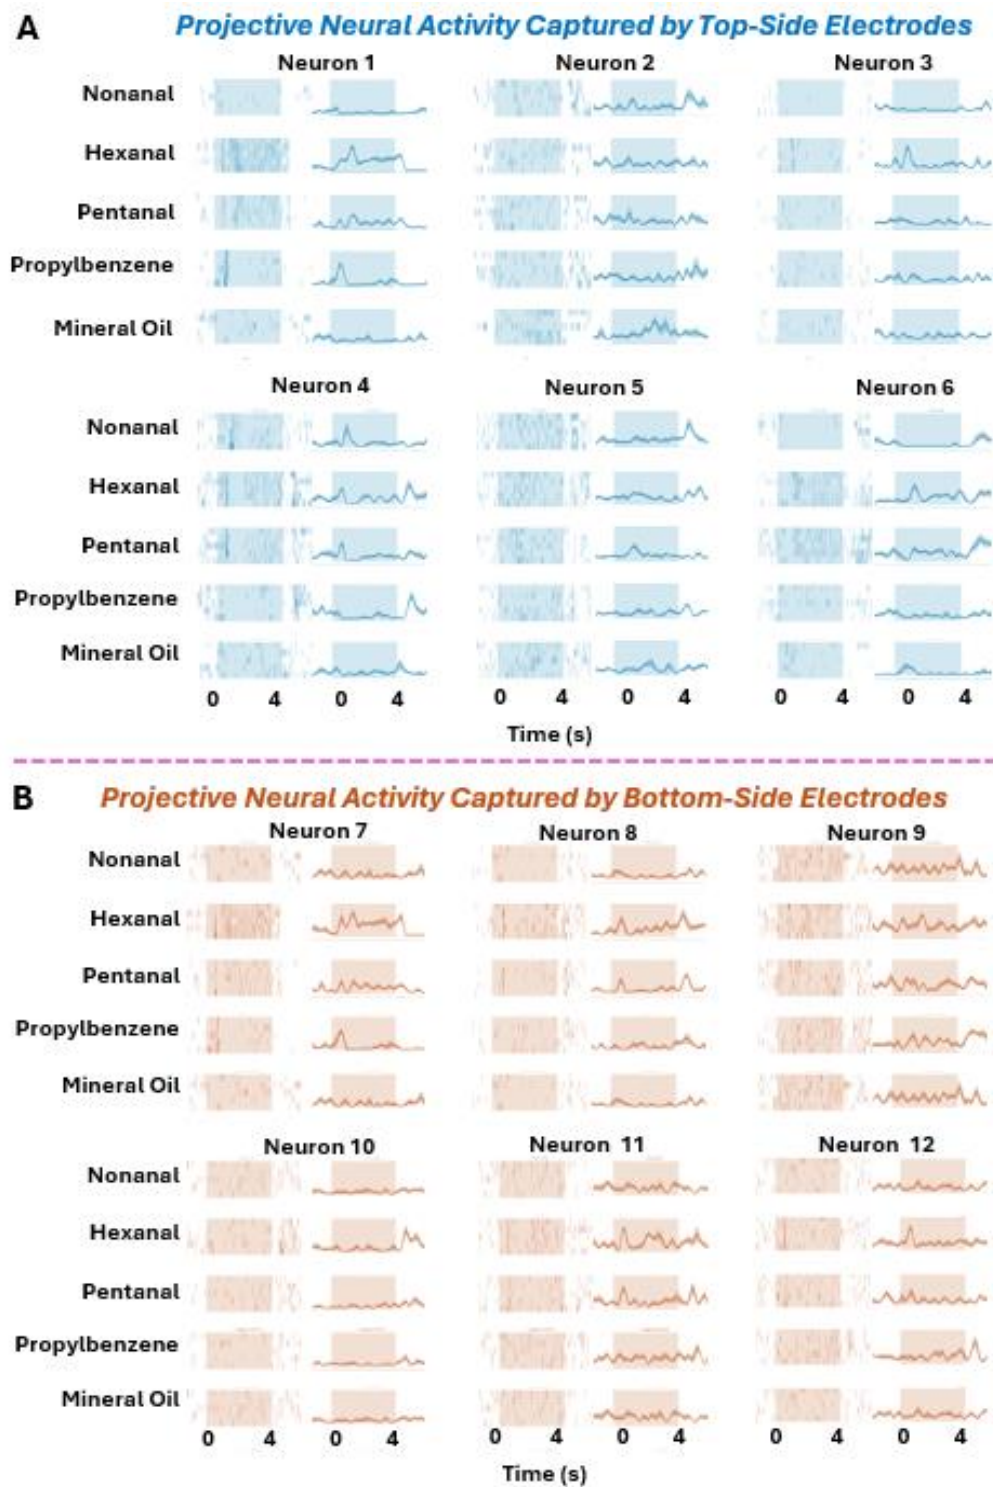 A Projective Neural Activity Captured by Top-Side Electrodes
Neuron 1 Neuron 2 Neuron 3
Nonanal
Hexanal
Pentanal
Propylbenzene
Mineral Oil
Neuron 4 Neuron 5 Neuron 6
Nonanal
Hexanal
Pentanal
Propylbenzene
Mineral Oil
0 4 0 4 0 4 0 4 0 4 0 4
Time (s)
B Projective Neural Activity Captured by Bottom-Side Electrodes
Neuron 7 Neuron 8 Neuron 9
Nonanal
Hexanal
Pentanal
Propylbenzene
Mineral Oil
Neuron 10 Neuron 11 Neuron 12
Nonanal
Hexanal
Pentanal
Propylbenzene
Mineral Oil
0 4 0 4 0 4 0 4 0 4 0 4
Time (s)